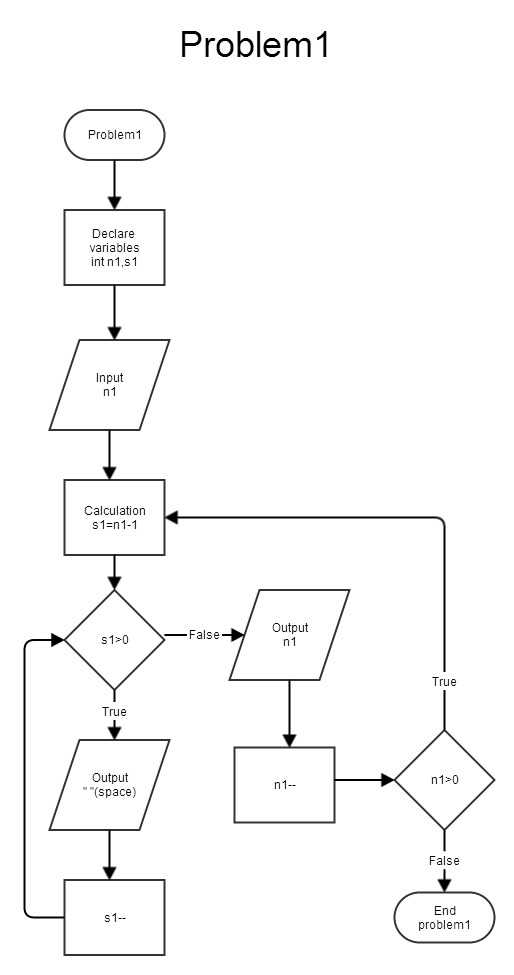 Problem1
Problem1
Declare
variables
int n1,s1
Input
n1
Calculation
s1=n1-1
s1>0
False
Output
n1
True
True
Output
" "(space)
n1--
n1>0
False
s1--
End
problem1